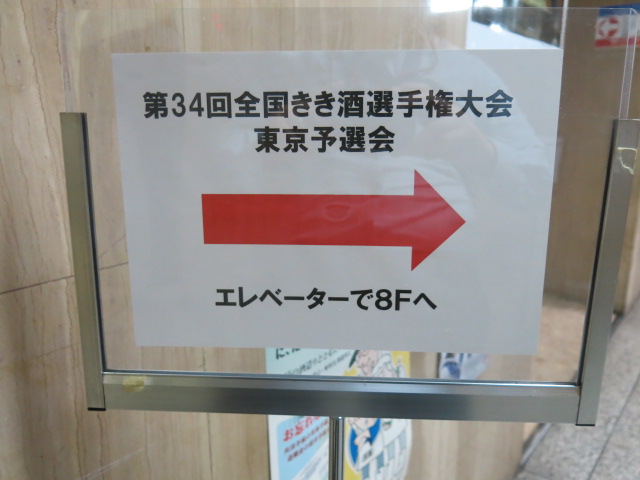 第34回全国きき酒選手権大会
東京予選会
エレベーターで8Fへ